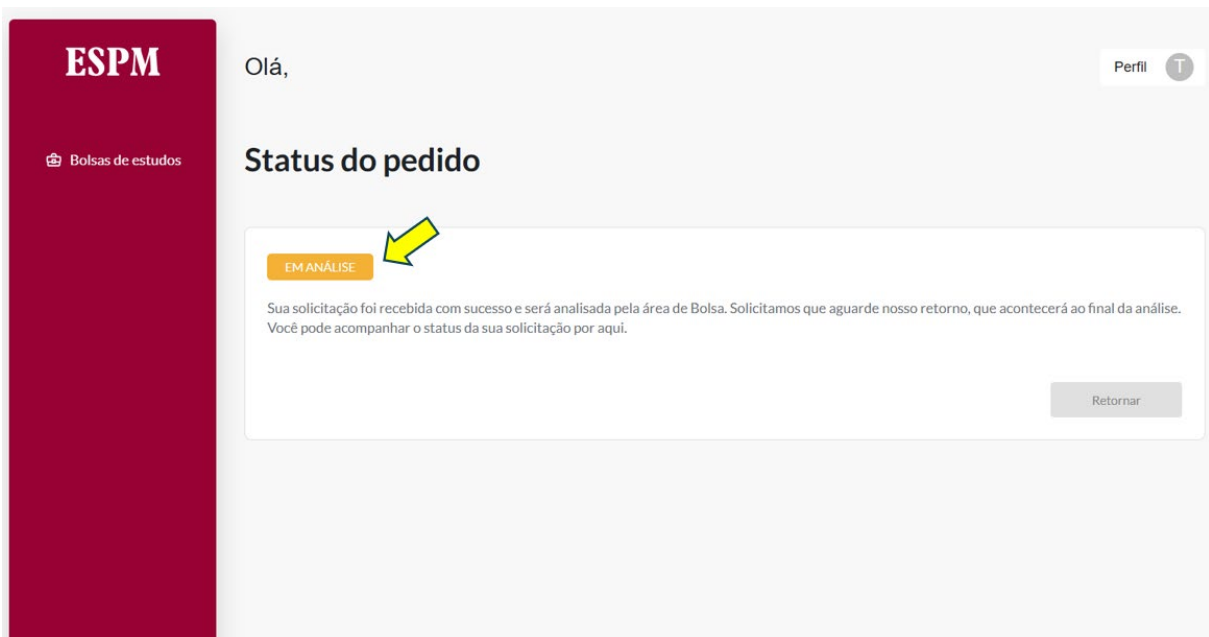 ESPM
Olá,
Perfil
T
Bolsas de estudos
Status do pedido
EM ANÁLISE
Sua solicitação foi recebida com sucesso e será analisada pela área de Bolsa. Solicitamos que aguarde nosso retorno, que acontecerá ao final da análise.
Você pode acompanhar o status da sua solicitação por aqui.
Retornar